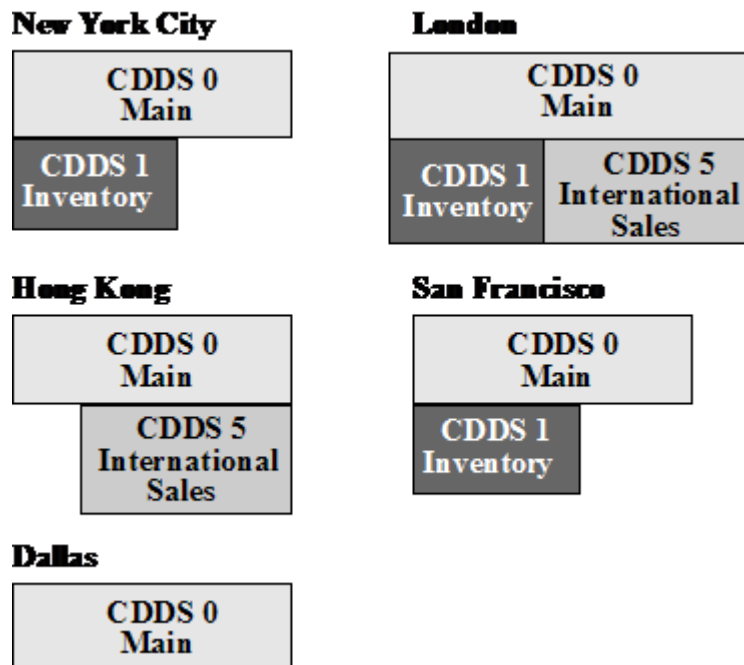 New York City
CDDS 0
Main
CDDS 1
Inventory
London
CDDS 0
Main
CDDS 1
Inventory
CDDS 5
International
Sales
Hong Kong
CDDS 0
Main
CDDS 5
International
Sales
San Francisco
CDDS 0
Main
CDDS 1
Inventory
Dallas
CDDS 0
Main